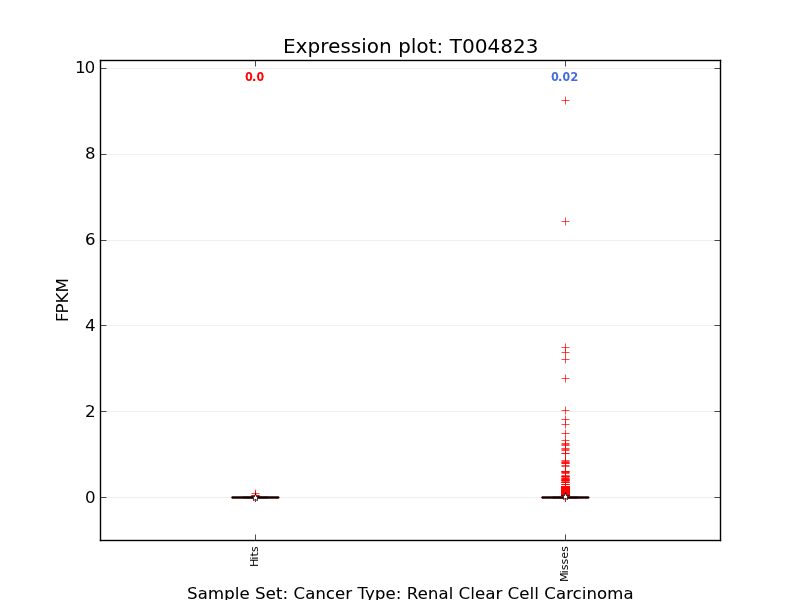 Expression plot: T004823
10
8
6
4
2
0
FPKM
0.0
0.02
Hits
Misses
Sample Set: Cancer Type: Renal Clear Cell Carcinoma